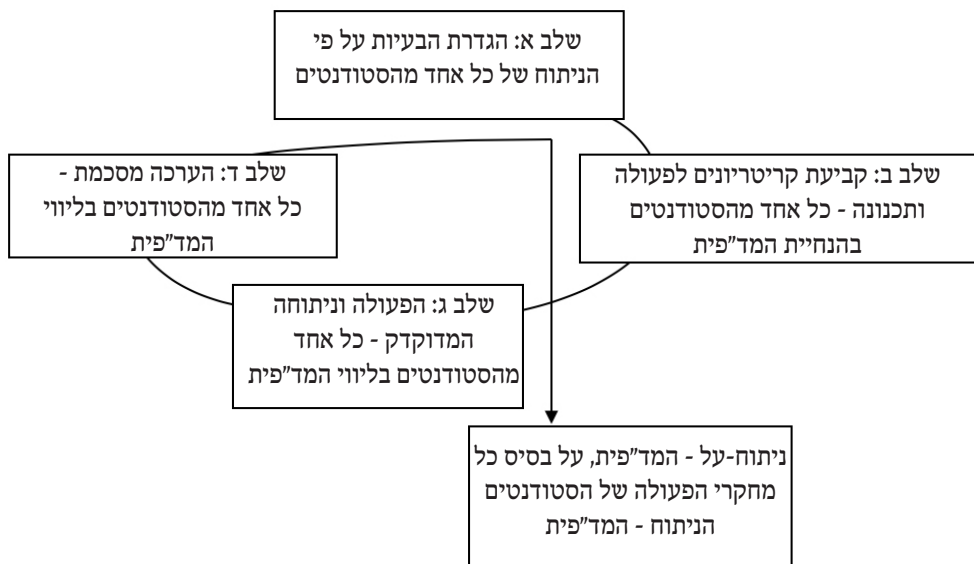 שלב א: הגדרת הבעיות על פי
הניתוח של כל אחד מהסטודנטים
שלב ב: קביעת קריטריונים לפעולה
ותכנונה - כל אחד מהסטודנטים
בהנחיית המד"פית
שלב ג: הפעולה וניתוחה
המדוקדק - כל אחד
מהסטודנטים בליווי המד"פית
שלב ד: הערכה מסכמת -
כל אחד מהסטודנטים בליווי
המד"פית
ניתוח-על - המד"פית, על בסיס כל
מחקרי הפעולה של הסטודנטים
הניתוח - המד"פית